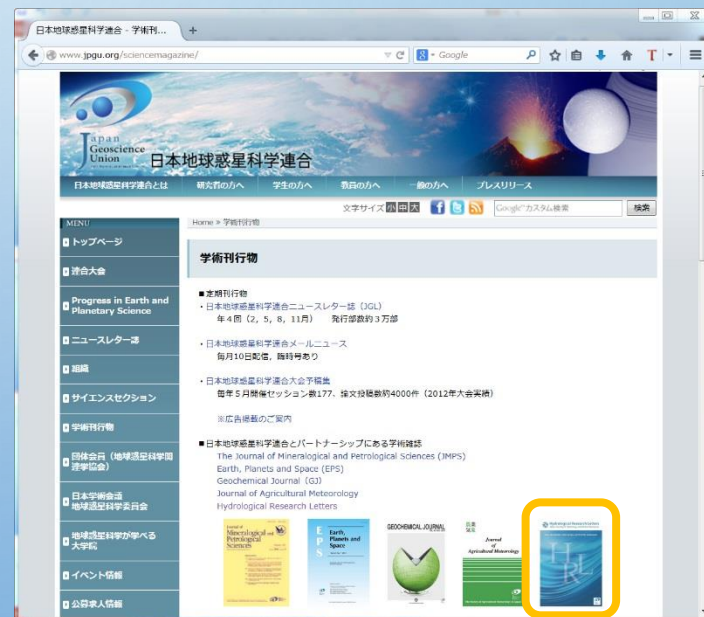 日本地球惑星科学連合 - 学術刊...
www.jpgu.org/sciencemagazine/
Google
Japan
Geoscience
Union
日本地球惑星科学連合
日本地球惑星科学連合とは 研究者の方へ 学生の方へ 教員の方へ 一般の方へ プレスリリース
文字サイズ 小 中 大
Google カスタム検索 検索
MENU
Home » 学術刊行物
トップページ
連合大会
Progress in Earth and
Planetary Science
ニュースレター誌
組織
サイエンスセクション
学術刊行物
団体会員（地球惑星科学関
連学協会）
日本学術会議
地球惑星科学委員会
地球惑星科学が学べる
大学院
イベント情報
公募求人情報
学術刊行物
■定期刊行物
・日本地球惑星科学連合ニュースレター誌（JGL）
年４回（2, 5, 8, 11月） 発行部数約３万部
・日本地球惑星科学連合メールニュース
毎月10日配信, 臨時号あり
・日本地球惑星科学連合大会予稿集
毎年５月開催セッション数177、論文投稿数約4000件（2012年大会実績）
※広告掲載のご案内
■日本地球惑星科学連合とパートナーシップにある学術雑誌
The Journal of Mineralogical and Petrological Sciences (JMPS)
Earth, Planets and Space (EPS)
Geochemical Journal (GJ)
Journal of Agricultural Meteorology
Hydrological Research Letters
Journal of
Mineralogical and
Petrological
Sciences
E
P
S
Earth,
Planets and
Space
GEOCHEMICAL JOURNAL
Journal
of
Agricultural Meteorology
Hydrological Research Letters
HRL